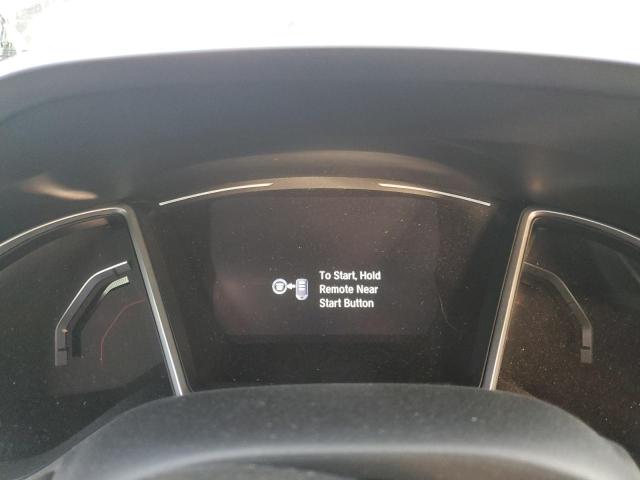 To Start, Hold
Remote Near
Start Button